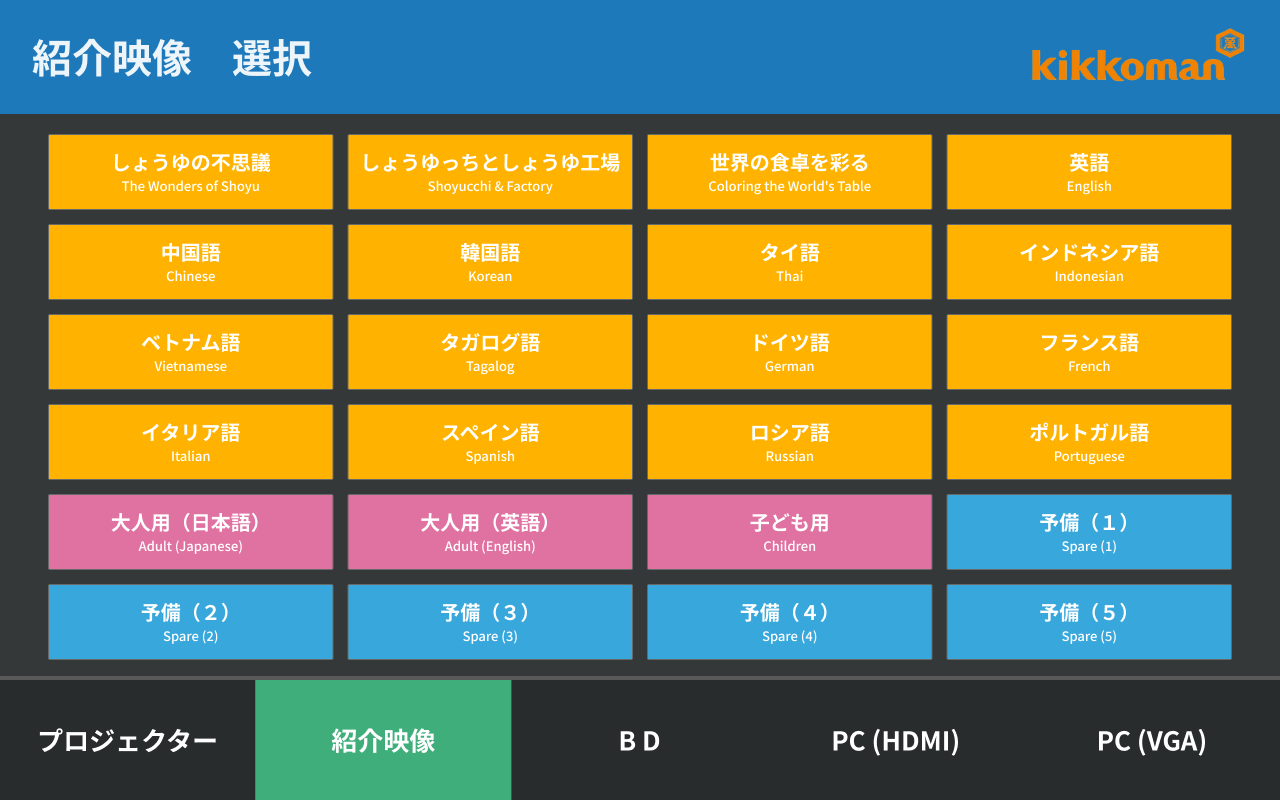 紹介映像　選択
kikkoman
しょうゆの不思議
The Wonders of Shoyu
しょうゆっちとしょうゆ工場
Shoyucchi & Factory
世界の食卓を彩る
Coloring the World's Table
英語
English
中国語
Chinese
韓国語
Korean
タイ語
Thai
インドネシア語
Indonesian
ベトナム語
Vietnamese
タガログ語
Tagalog
ドイツ語
German
フランス語
French
イタリア語
Italian
スペイン語
Spanish
ロシア語
Russian
ポルトガル語
Portuguese
大人用（日本語）
Adult (Japanese)
大人用（英語）
Adult (English)
子ども用
Children
予備（１）
Spare (1)
予備（２）
Spare (2)
予備（３）
Spare (3)
予備（４）
Spare (4)
予備（５）
Spare (5)
プロジェクター
紹介映像
B D
PC (HDMI)
PC (VGA)